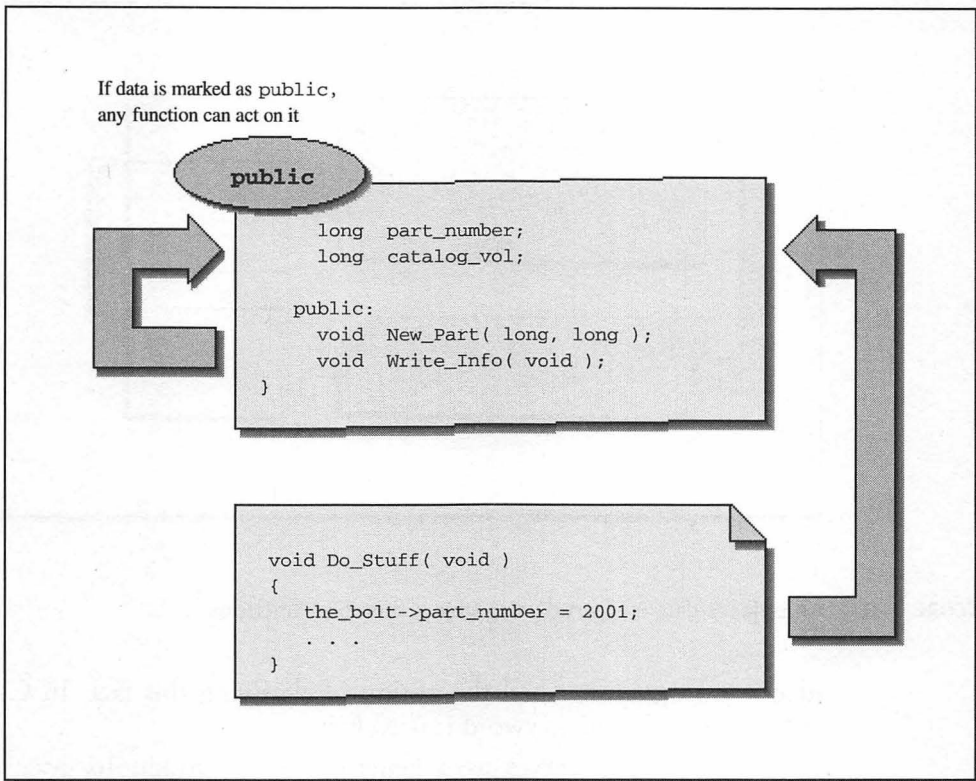 If data is marked as public,
any function can act on it
public
long part_number;
long catalog_vol;
public:
void New_Part( long, long );
void Write_Info( void );
}
void Do_Stuff( void )
{
the_bolt->part_number = 2001;
. . .
}